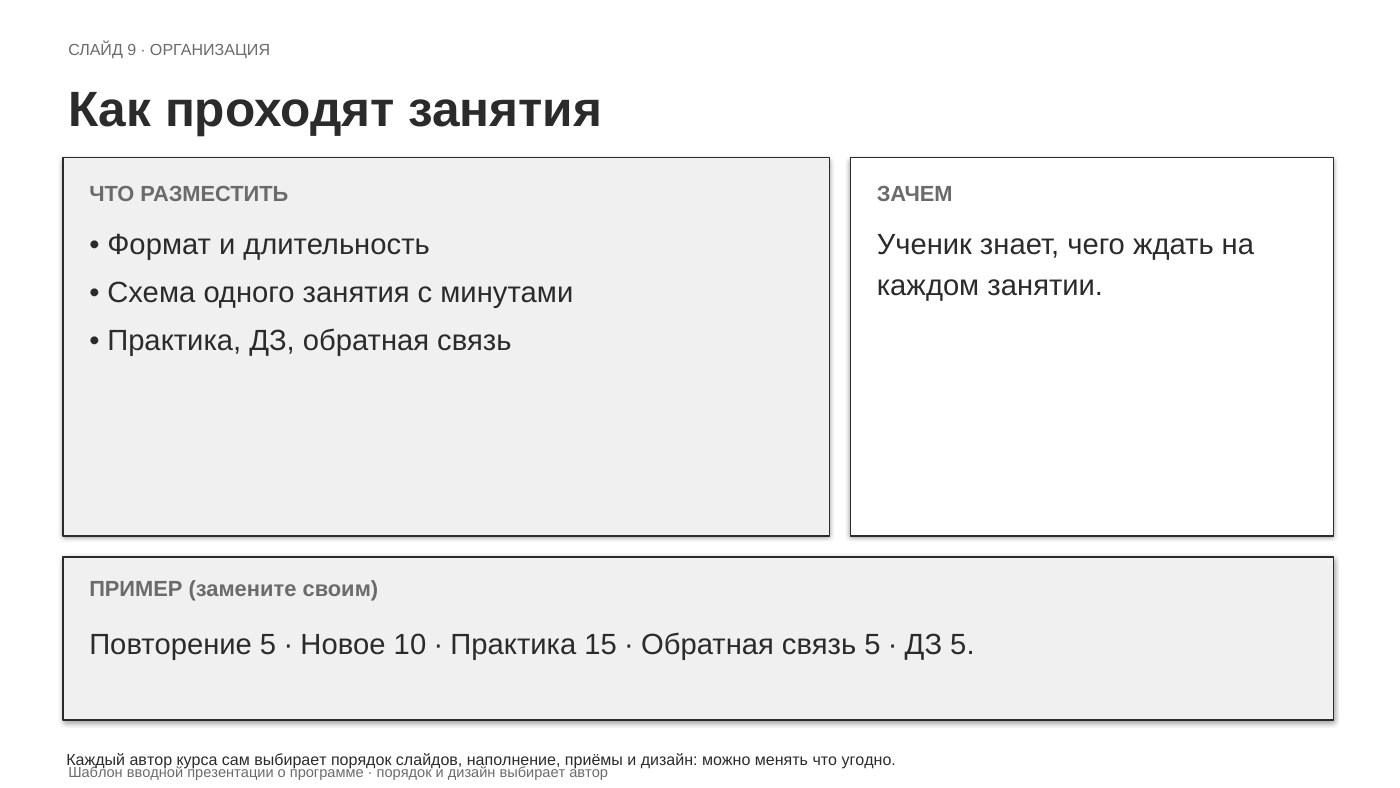 СЛАЙД 9 · ОРГАНИЗАЦИЯ
Как проходят занятия
ЧТО РАЗМЕСТИТЬ
• Формат и длительность
• Схема одного занятия с минутами
• Практика, ДЗ, обратная связь
ЗАЧЕМ
Ученик знает, чего ждать на
каждом занятии.
ПРИМЕР (замените своим)
Повторение 5 · Новое 10 · Практика 15 · Обратная связь 5 · ДЗ 5.
Каждый автор курса сам выбирает порядок слайдов, наполнение, приёмы и дизайн: можно менять что угодно.
Шаблон вводной презентации о программе · порядок и дизайн выбирает автор